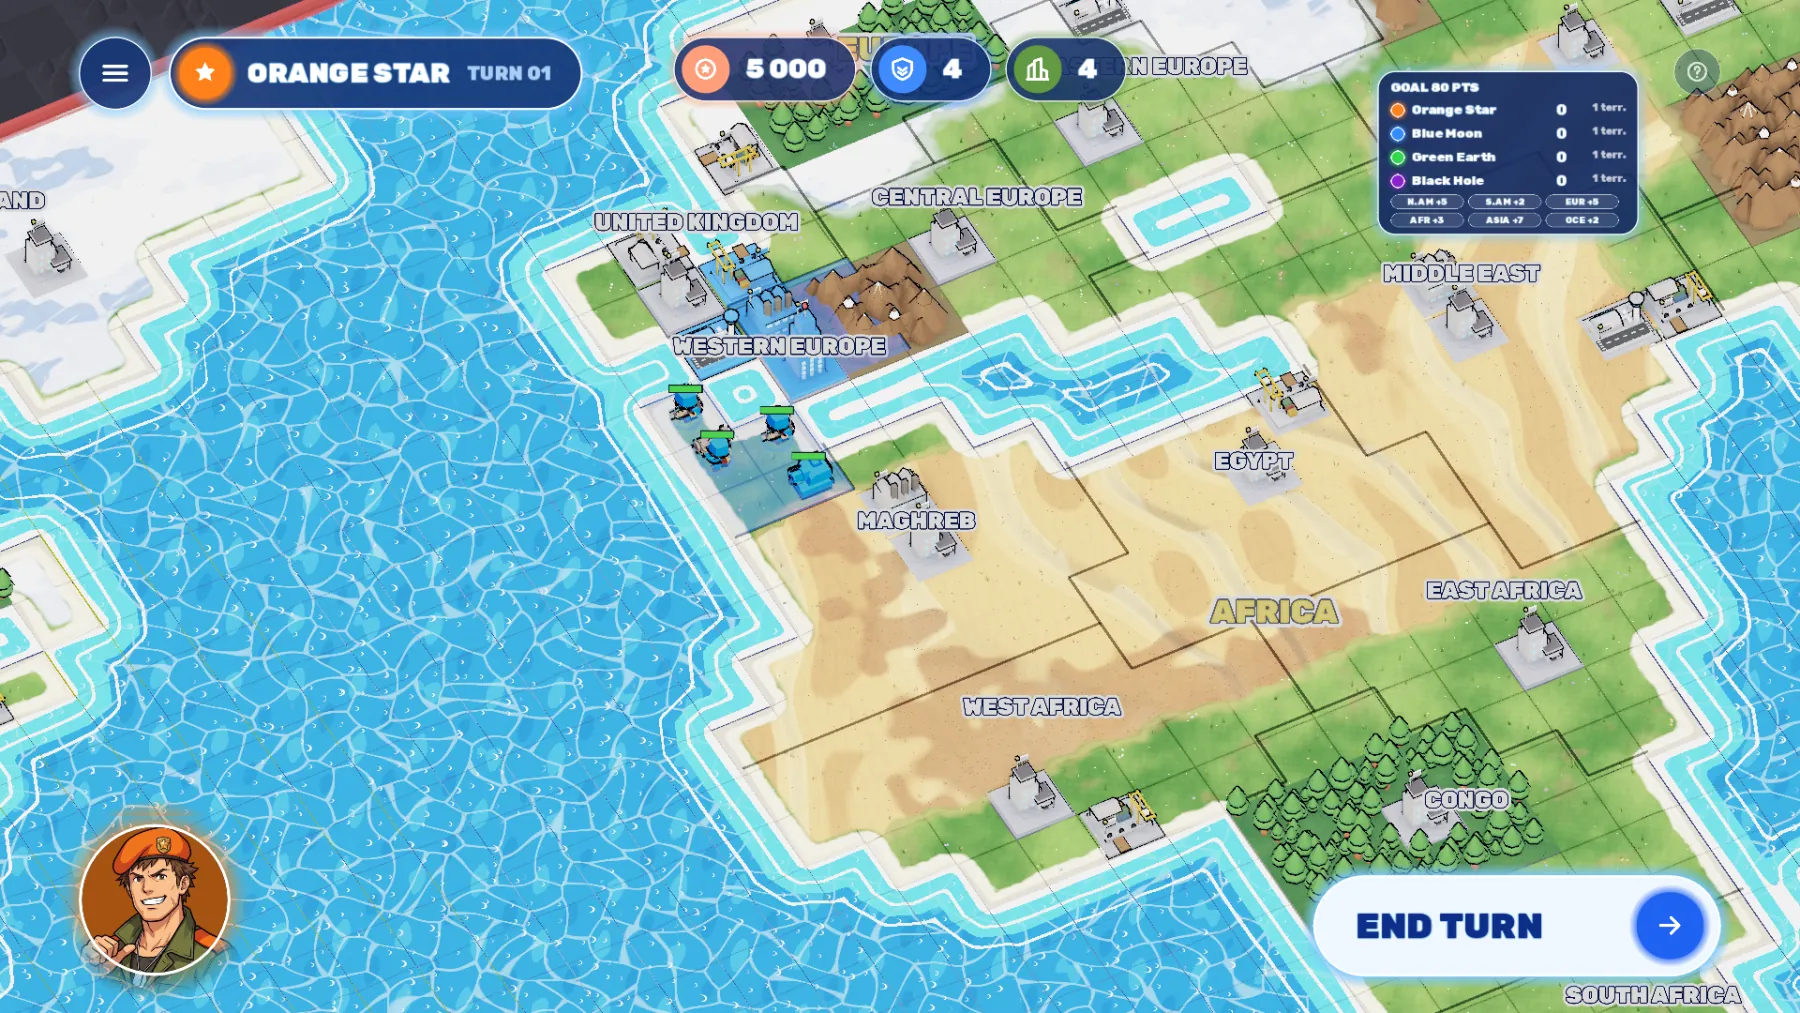 ORANGE STAR TURN 01
5 000
4
4
EUROPE
EASTERN EUROPE
GOAL 80 PTS
Orange Star 0 1 terr.
Blue Moon 0 1 terr.
Green Earth 0 1 terr.
Black Hole 0 1 terr.
N.AM +5 S.AM +2 EUR +5
AFR +3 ASIA +7 OCE +2
AND
UNITED KINGDOM
CENTRAL EUROPE
MIDDLE EAST
WESTERN EUROPE
EGYPT
MAGHREB
EAST AFRICA
AFRICA
WEST AFRICA
CONGO
END TURN
SOUTH AFRICA